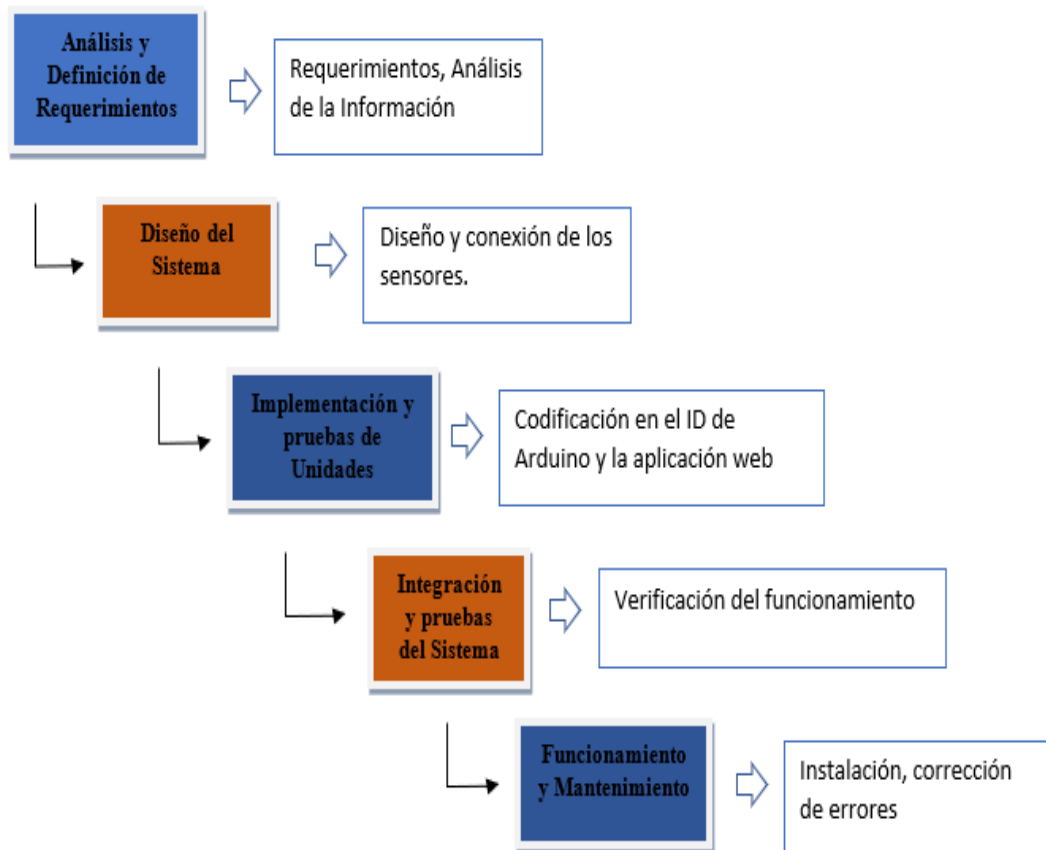 Análisis y
Definición de
Requerimientos
Requerimientos, Análisis
de la Información
Diseño del
Sistema
Diseño y conexión de los
sensores.
Implementación y
pruebas de
Unidades
Codificación en el ID de
Arduino y la aplicación web
Integración
y pruebas
del Sistema
Verificación del funcionamiento
Funcionamiento
y Mantenimiento
Instalación, corrección
de errores